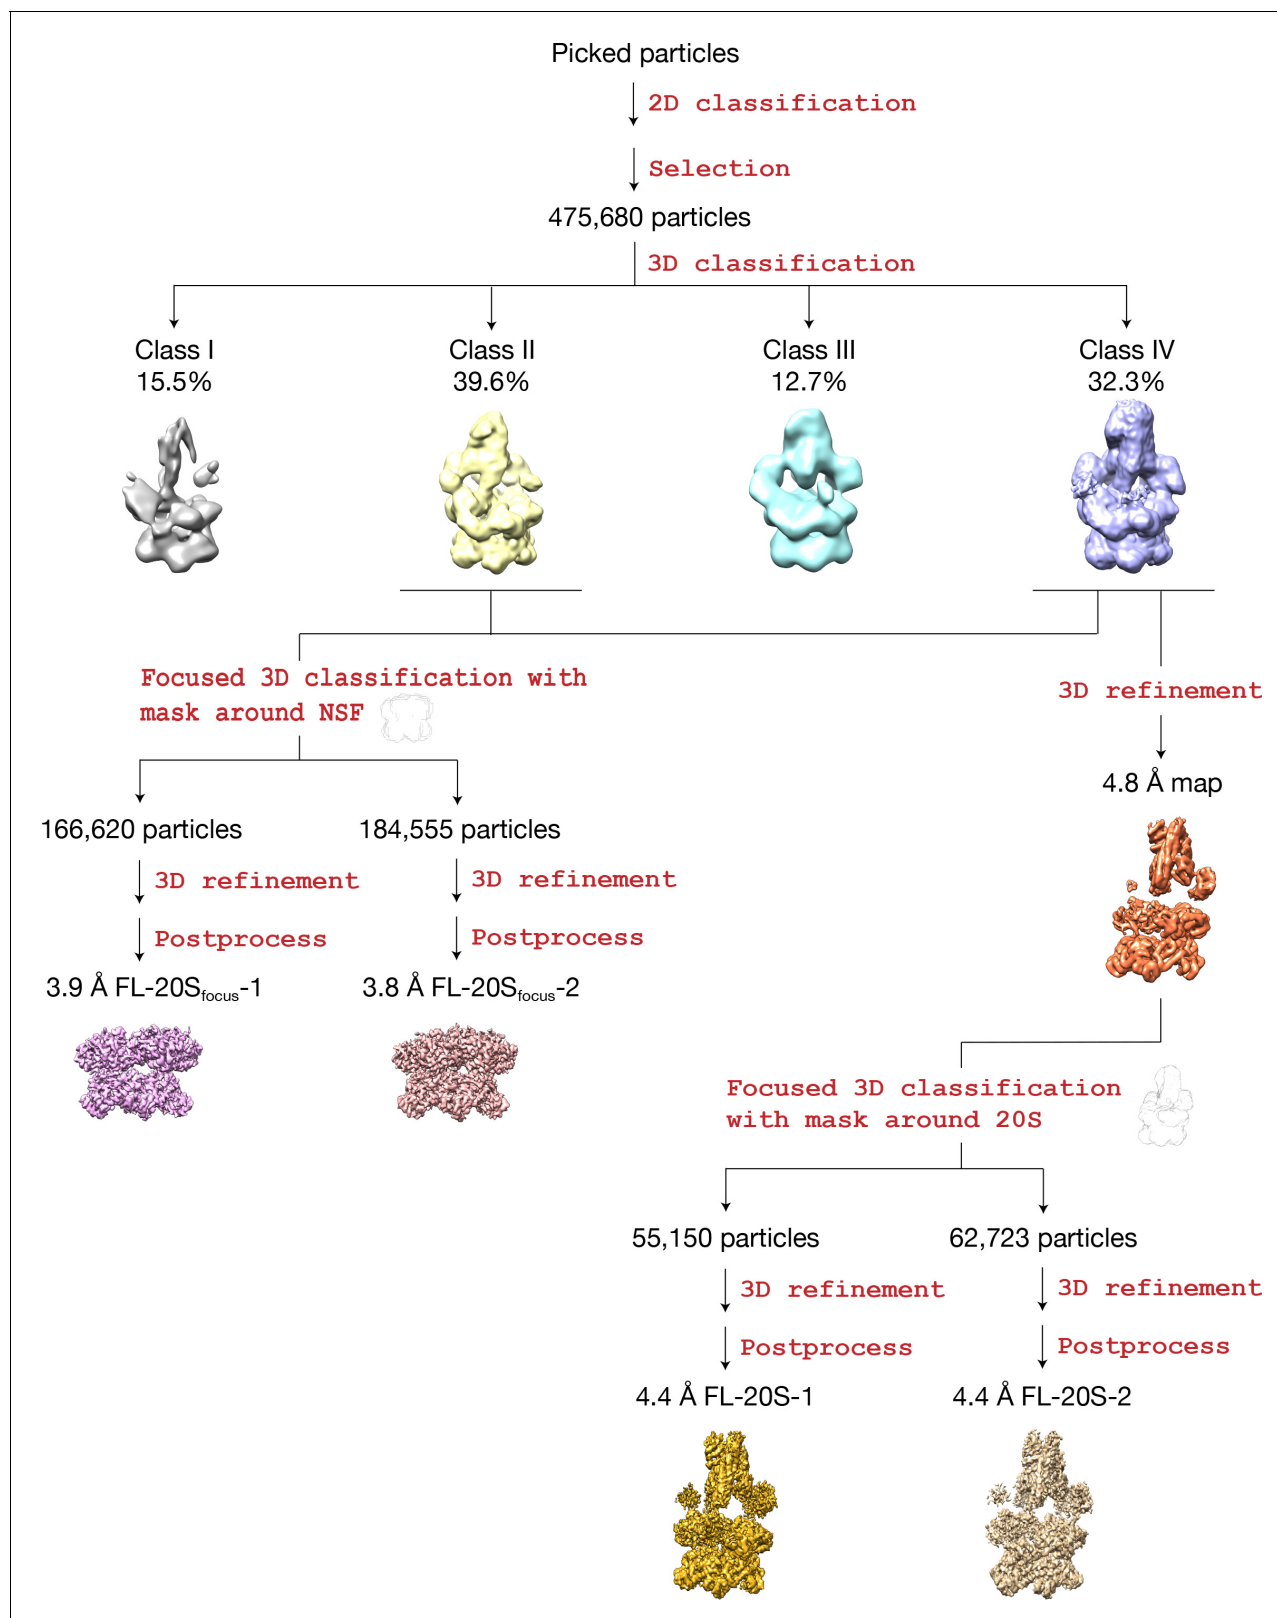 Picked particles
2D classification
Selection
475,680 particles
3D classification
Class I
15.5%
Class II
39.6%
Class III
12.7%
Class IV
32.3%
Focused 3D classification with
mask around NSF
3D refinement
4.8 Å map
166,620 particles
184,555 particles
3D refinement
3D refinement
Postprocess
Postprocess
3.9 Å FL-20Sfocus-1
3.8 Å FL-20Sfocus-2
Focused 3D classification
with mask around 20S
55,150 particles
62,723 particles
3D refinement
3D refinement
Postprocess
Postprocess
4.4 Å FL-20S-1
4.4 Å FL-20S-2